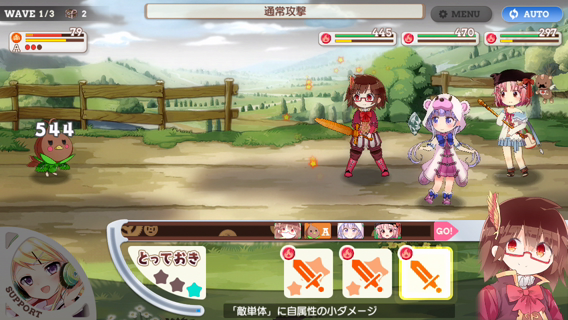 WAVE 1/3 2
通常攻撃
MENU
AUTO
79
A
445
470
297
544
A
GO!
とっておき
SUPPORT
「敵単体」に自属性の小ダメージ